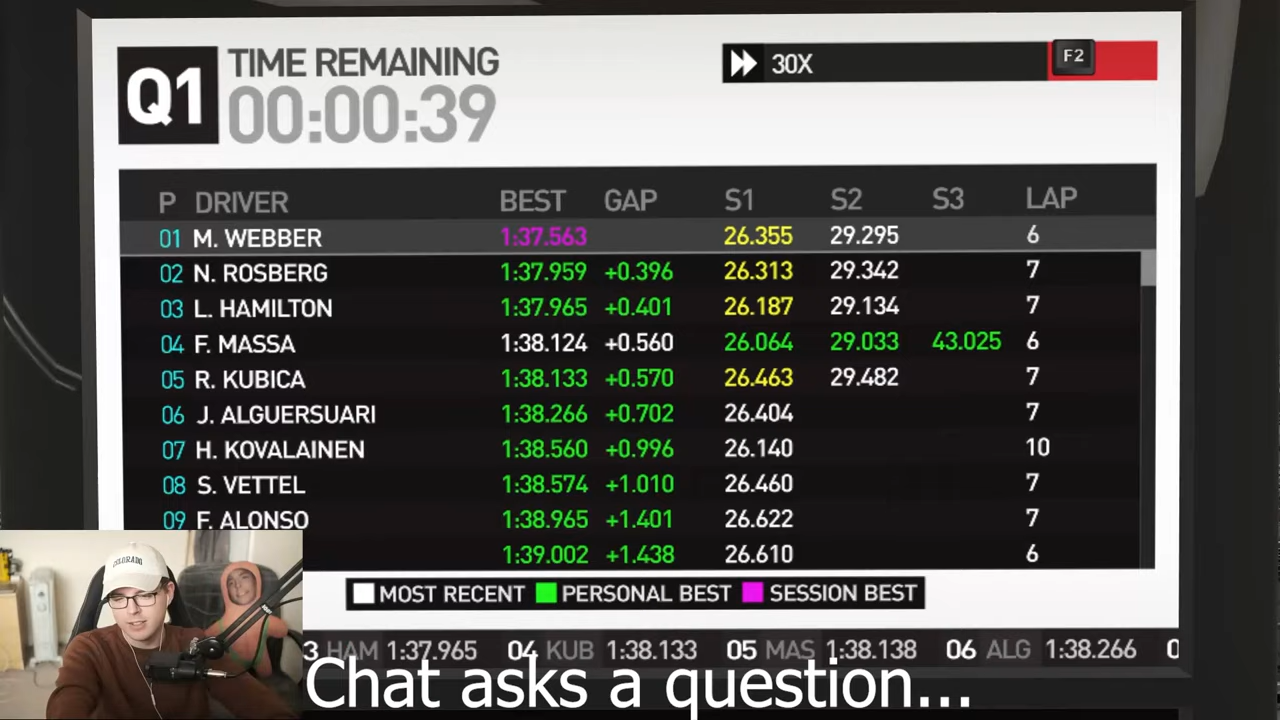 Q1 TIME REMAINING
00:00:39
30X F2
P DRIVER BEST GAP S1 S2 S3 LAP
01 M. WEBBER 1:37.563 26.355 29.295 6
02 N. ROSBERG 1:37.959 +0.396 26.313 29.342 7
03 L. HAMILTON 1:37.965 +0.401 26.187 29.134 7
04 F. MASSA 1:38.124 +0.560 26.064 29.033 43.025 6
05 R. KUBICA 1:38.133 +0.570 26.463 29.482 7
06 J. ALGUERSUARI 1:38.266 +0.702 26.404 7
07 H. KOVALAINEN 1:38.560 +0.996 26.140 10
08 S. VETTEL 1:38.574 +1.010 26.460 7
09 F. ALONSO 1:38.965 +1.401 26.622 7
1:39.002 +1.438 26.610 6
COLORADO
MOST RECENT PERSONAL BEST SESSION BEST
3 HAM 1:37.965 04 KUB 1:38.133 05 MAS 1:38.138 06 ALG 1:38.266 0
Chat asks a question...